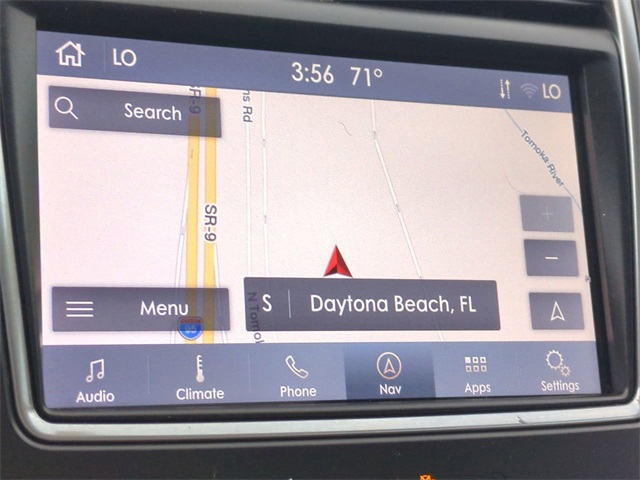 LO
3:56 71°
LO
Search
SR-9
Tomoka River
Menu
S
Daytona Beach, FL
Audio
Climate
Phone
Nav
Apps
Settings